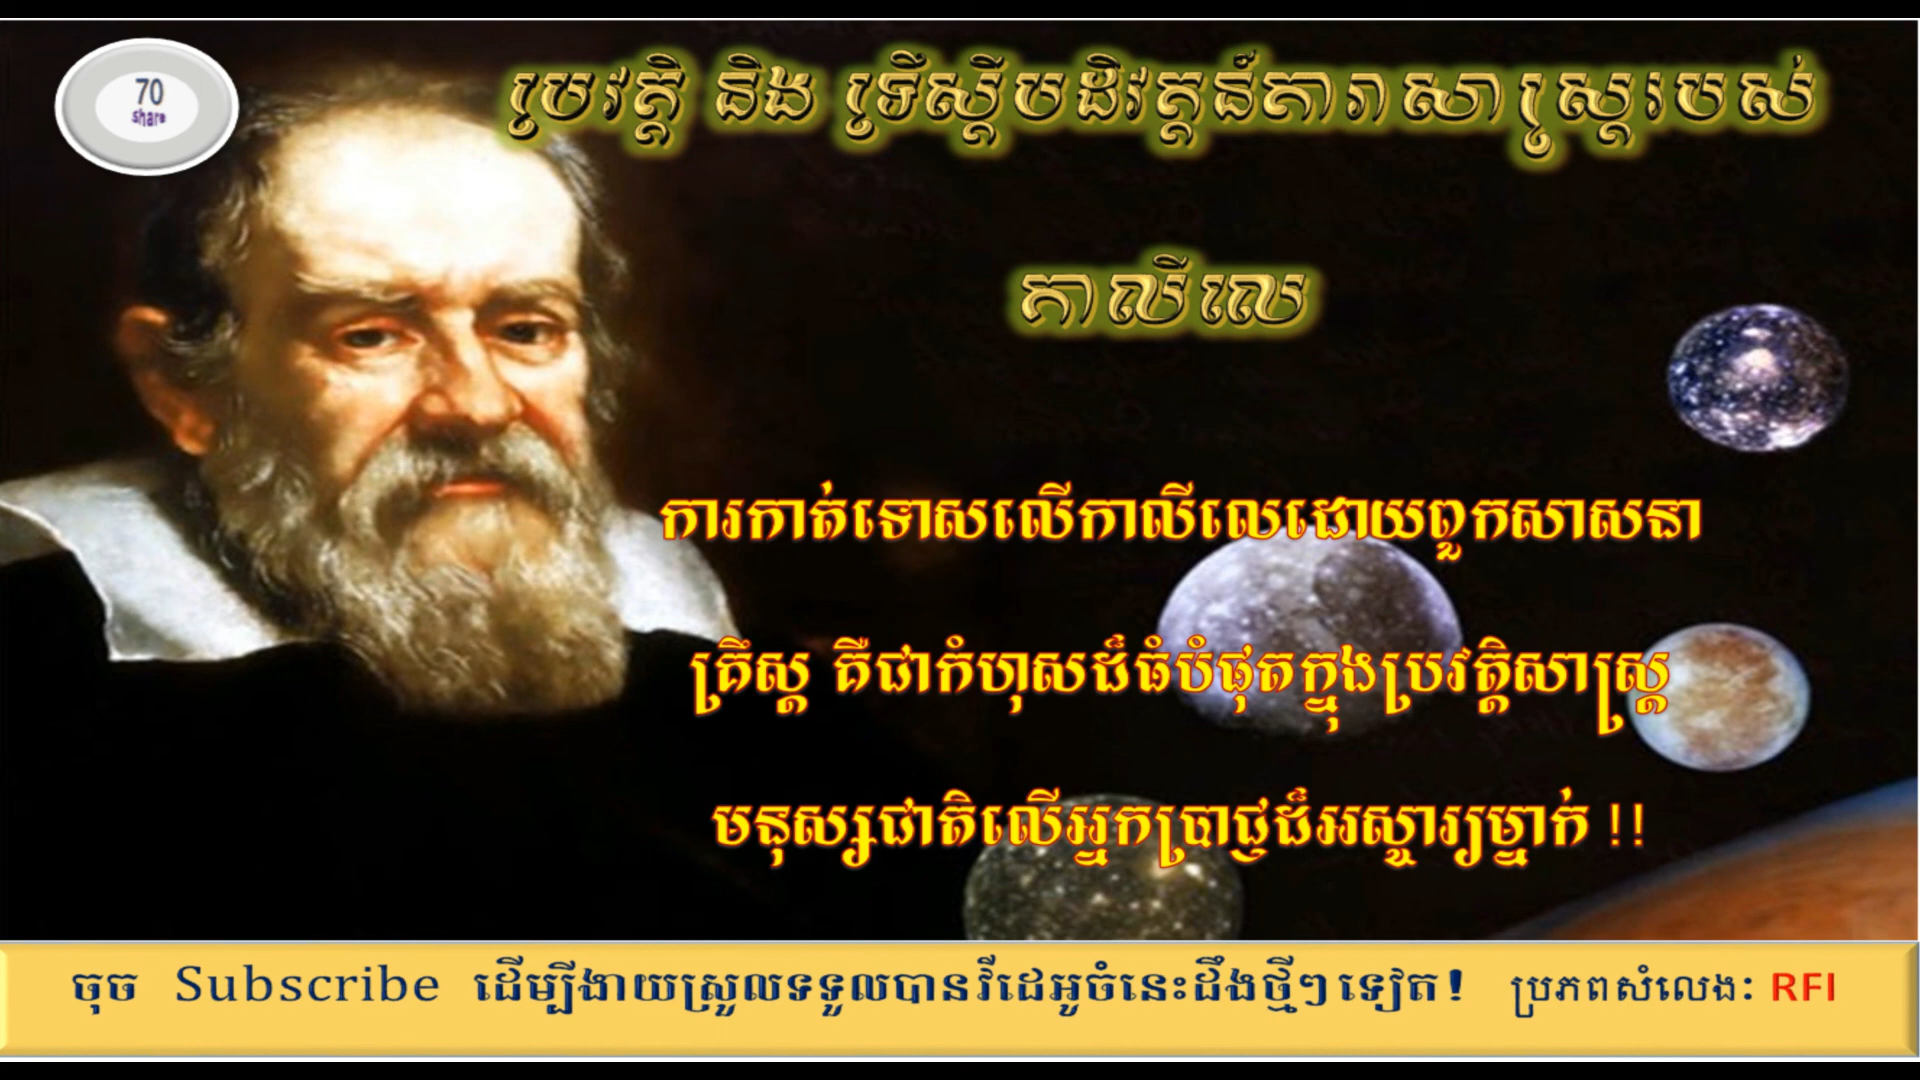 70
share
ប្រវត្តិ និង ទ្រឹស្តីបដិវត្តន៍តារាសាស្ត្ររបស់
កាលីលេ
ការកាត់ទោសលើកាលីលេដោយពួកសាសនា
គ្រឹស្ត គឺជាកំហុសដ៏ធំបំផុតក្នុងប្រវត្តិសាស្ត្រ
មនុស្សជាតិលើអ្នកប្រាជ្ញដ៏អស្ចារ្យម្នាក់ !!
ចុច Subscribe ដើម្បីងាយស្រួលទទួលបានវីដេអូចំនេះដឹងថ្មីៗ ទៀត! ប្រភពសំលេង: RFI